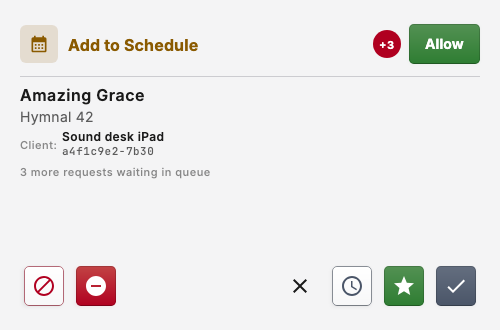 Add to Schedule
+3
Allow
Amazing Grace
Hymnal 42
Client: Sound desk iPad
a4f1c9e2-7b30
3 more requests waiting in queue